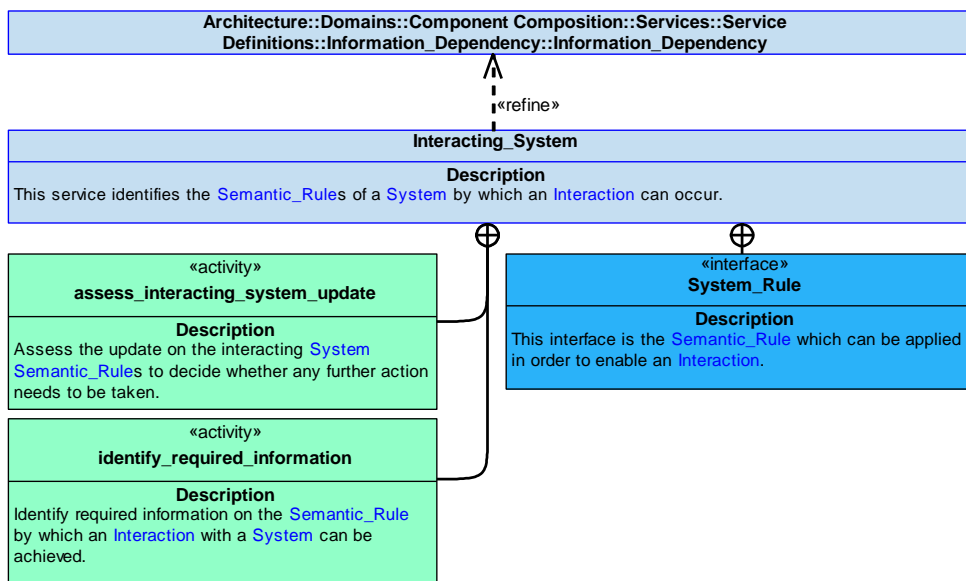 Architecture::Domains::Component Composition::Services::Service
Definitions::Information_Dependency::Information_Dependency
«refine»
Interacting_System
Description
This service identifies the Semantic_Rules of a System by which an Interaction can occur.
«activity»
assess_interacting_system_update
Description
Assess the update on the interacting System
Semantic_Rules to decide whether any further action
needs to be taken.
«interface»
System_Rule
Description
This interface is the Semantic_Rule which can be applied
in order to enable an Interaction.
«activity»
identify_required_information
Description
Identify required information on the Semantic_Rule
by which an Interaction with a System can be
achieved.